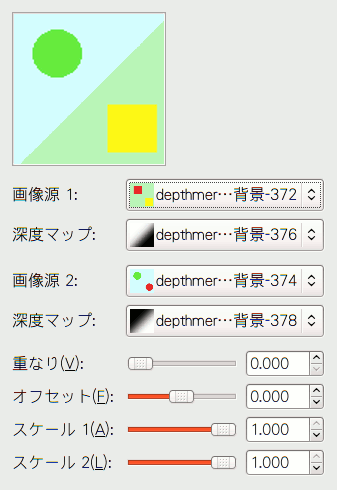 画像源 1: depthmer…背景-372
深度マップ: depthmer…背景-376
画像源 2: depthmer…背景-374
深度マップ: depthmer…背景-378
重なり(V): 0.000
オフセット(F): 0.000
スケール 1(A): 1.000
スケール 2(L): 1.000